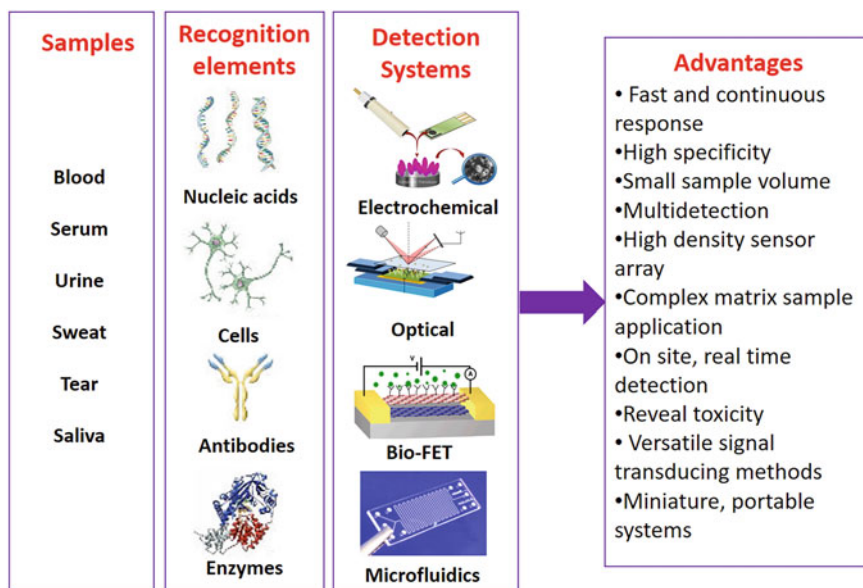 Samples
Blood
Serum
Urine
Sweat
Tear
Saliva
Recognition
elements
Nucleic acids
Cells
Antibodies
Enzymes
Detection
Systems
Electrochemical
Optical
V
A
Bio-FET
Microfluidics
Advantages
• Fast and continuous
response
•High specificity
•Small sample volume
•Multidetection
•High density sensor
array
•Complex matrix sample
application
•On site, real time
detection
•Reveal toxicity
• Versatile signal
transducing methods
•Miniature, portable
systems